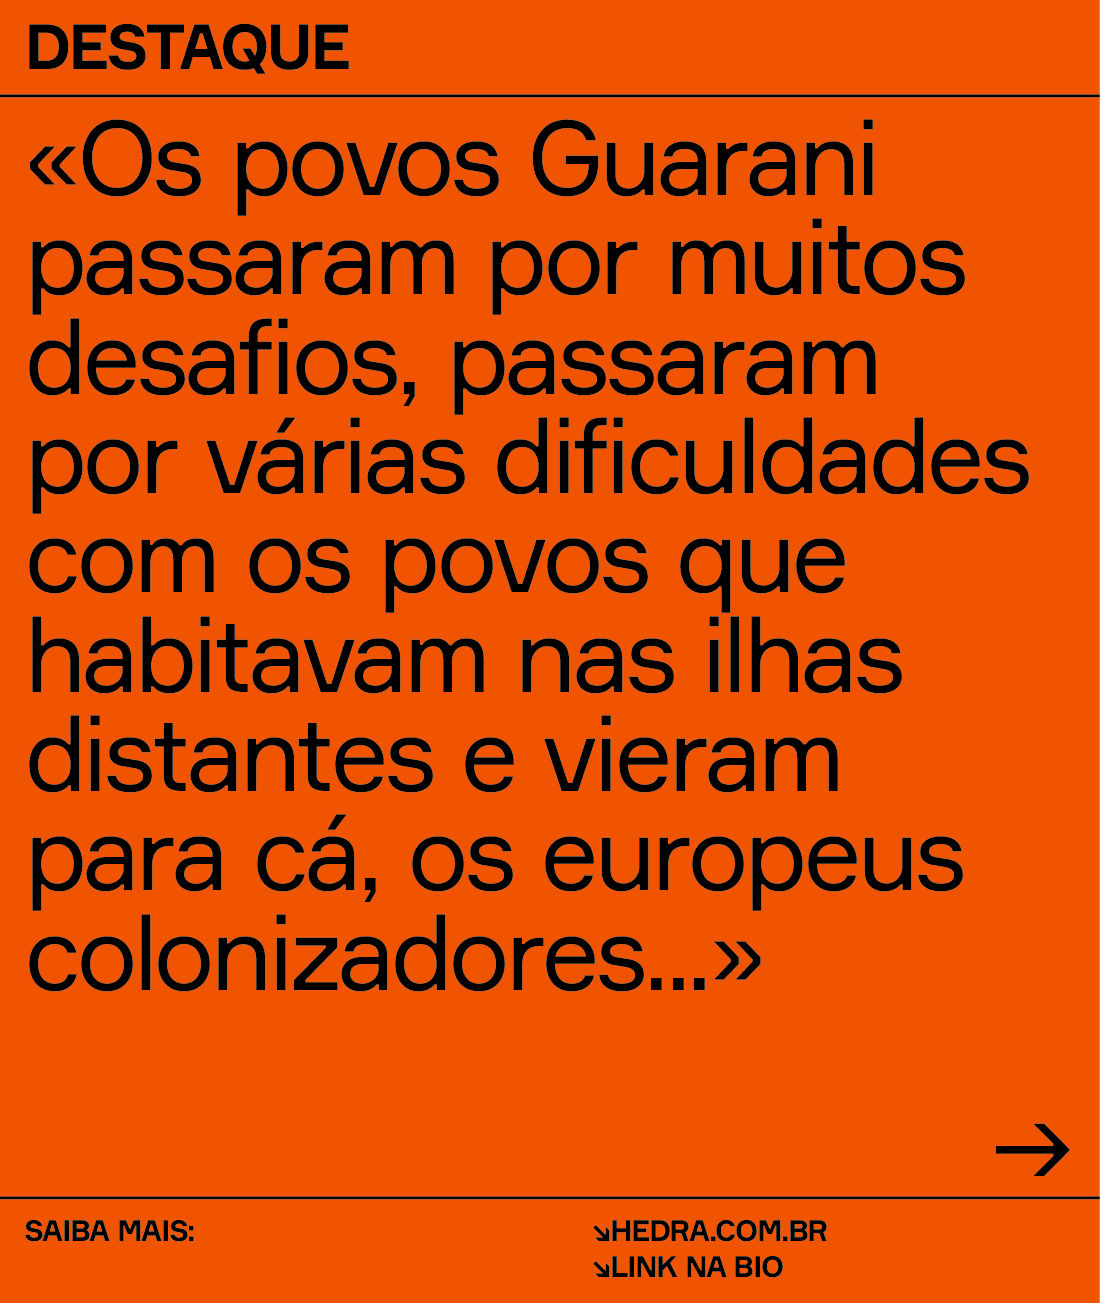 DESTAQUE
«Os povos Guarani
passaram por muitos
desafios, passaram
por várias dificuldades
com os povos que
habitavam nas ilhas
distantes e vieram
para cá, os europeus
colonizadores...»
→
SAIBA MAIS:
↘HEDRA.COM.BR
↘LINK NA BIO